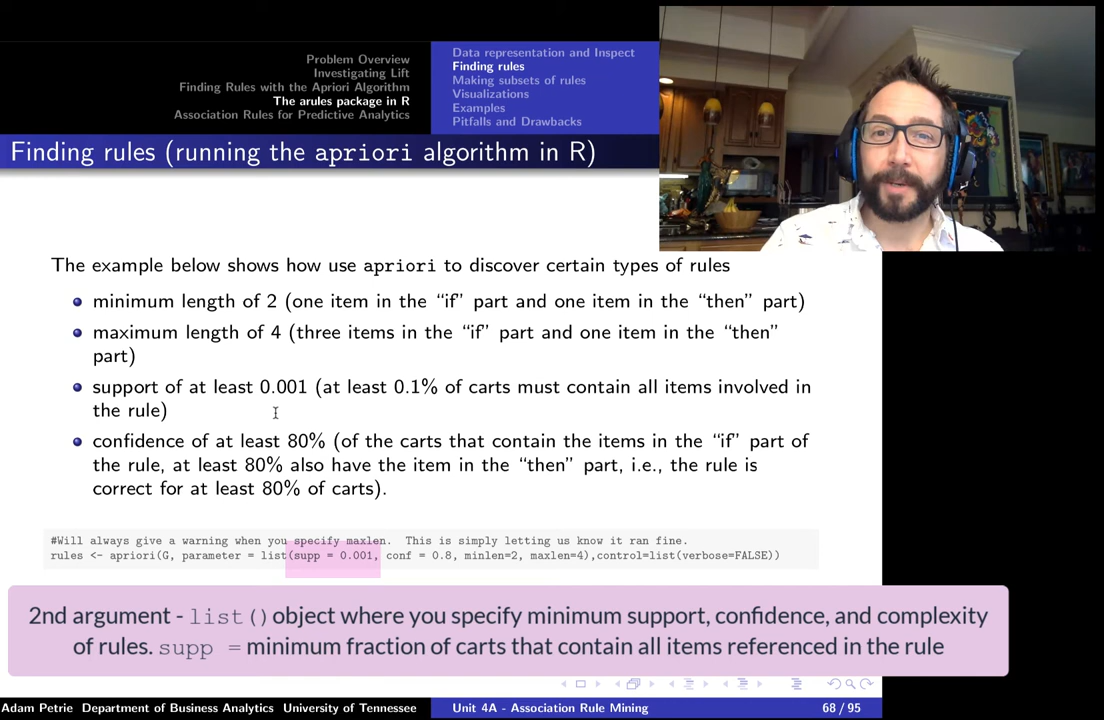 Problem Overview
Investigating Lift
Finding Rules with the Apriori Algorithm
The arules package in R
Association Rules for Predictive Analytics
Data representation and Inspect
Finding rules
Making subsets of rules
Visualizations
Examples
Pitfalls and Drawbacks
Finding rules (running the apriori algorithm in R)
The example below shows how use apriori to discover certain types of rules
minimum length of 2 (one item in the “if” part and one item in the “then” part)
maximum length of 4 (three items in the “if” part and one item in the “then”
part)
support of at least 0.001 (at least 0.1% of carts must contain all items involved in
the rule)
confidence of at least 80% (of the carts that contain the items in the “if” part of
the rule, at least 80% also have the item in the “then” part, i.e., the rule is
correct for at least 80% of carts).
#Will always give a warning when you specify maxlen. This is simply letting us know it ran fine.
rules <- apriori(G, parameter = list(supp = 0.001, conf = 0.8, minlen=2, maxlen=4),control=list(verbose=FALSE))
2nd argument - list() object where you specify minimum support, confidence, and complexity
of rules. supp = minimum fraction of carts that contain all items referenced in the rule
Adam Petrie Department of Business Analytics University of Tennessee
Unit 4A - Association Rule Mining
68 / 95